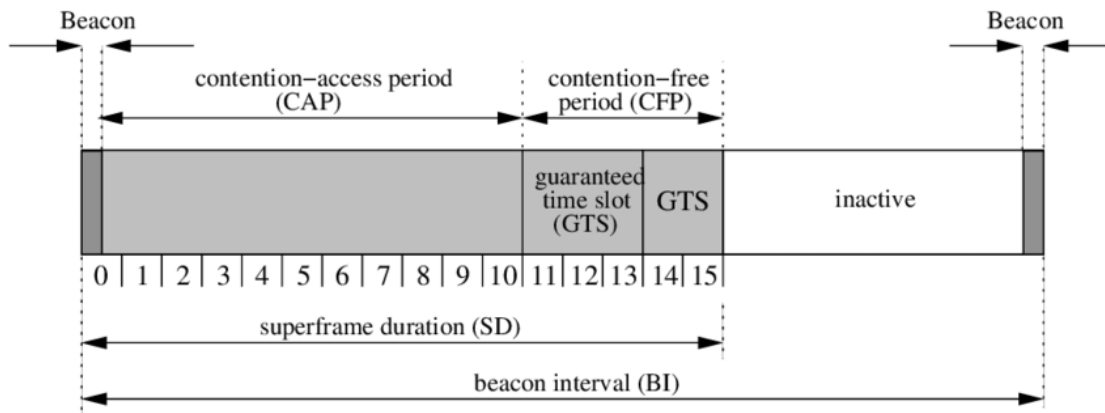 Beacon
Beacon
contention−access period
(CAP)
contention−free
period (CFP)
guaranteed
time slot
(GTS)
GTS
inactive
0 1 2 3 4 5 6 7 8 9 10 11 12 13 14 15
superframe duration (SD)
beacon interval (BI)